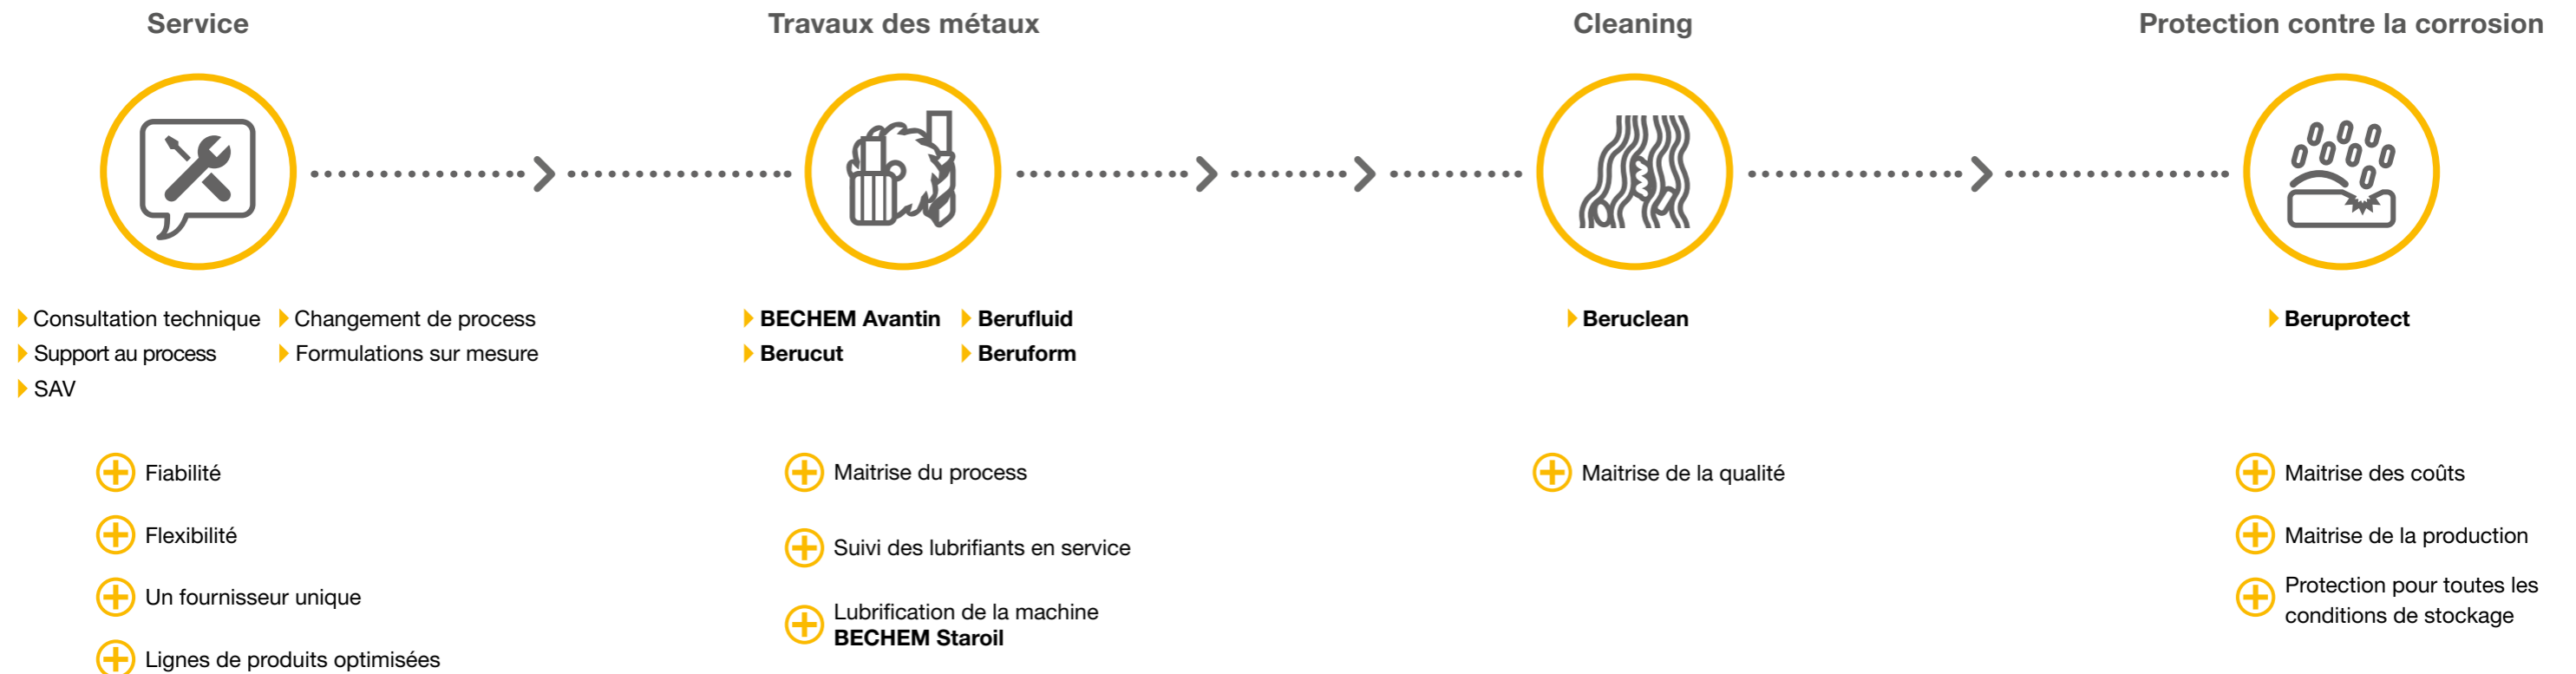 Service
Consultation technique
Support au process
SAV
Changement de process
Formulations sur mesure
Fiabilité
Flexibilité
Un fournisseur unique
Lignes de produits optimisées
Travaux des métaux
BECHEM Avantin
Berucut
Berufluid
Beruform
Maitrise du process
Suivi des lubrifiants en service
Lubrification de la machine
BECHEM Staroil
Cleaning
Beruclean
Maitrise de la qualité
Protection contre la corrosion
Beruprotect
Maitrise des coûts
Maitrise de la production
Protection pour toutes les
conditions de stockage